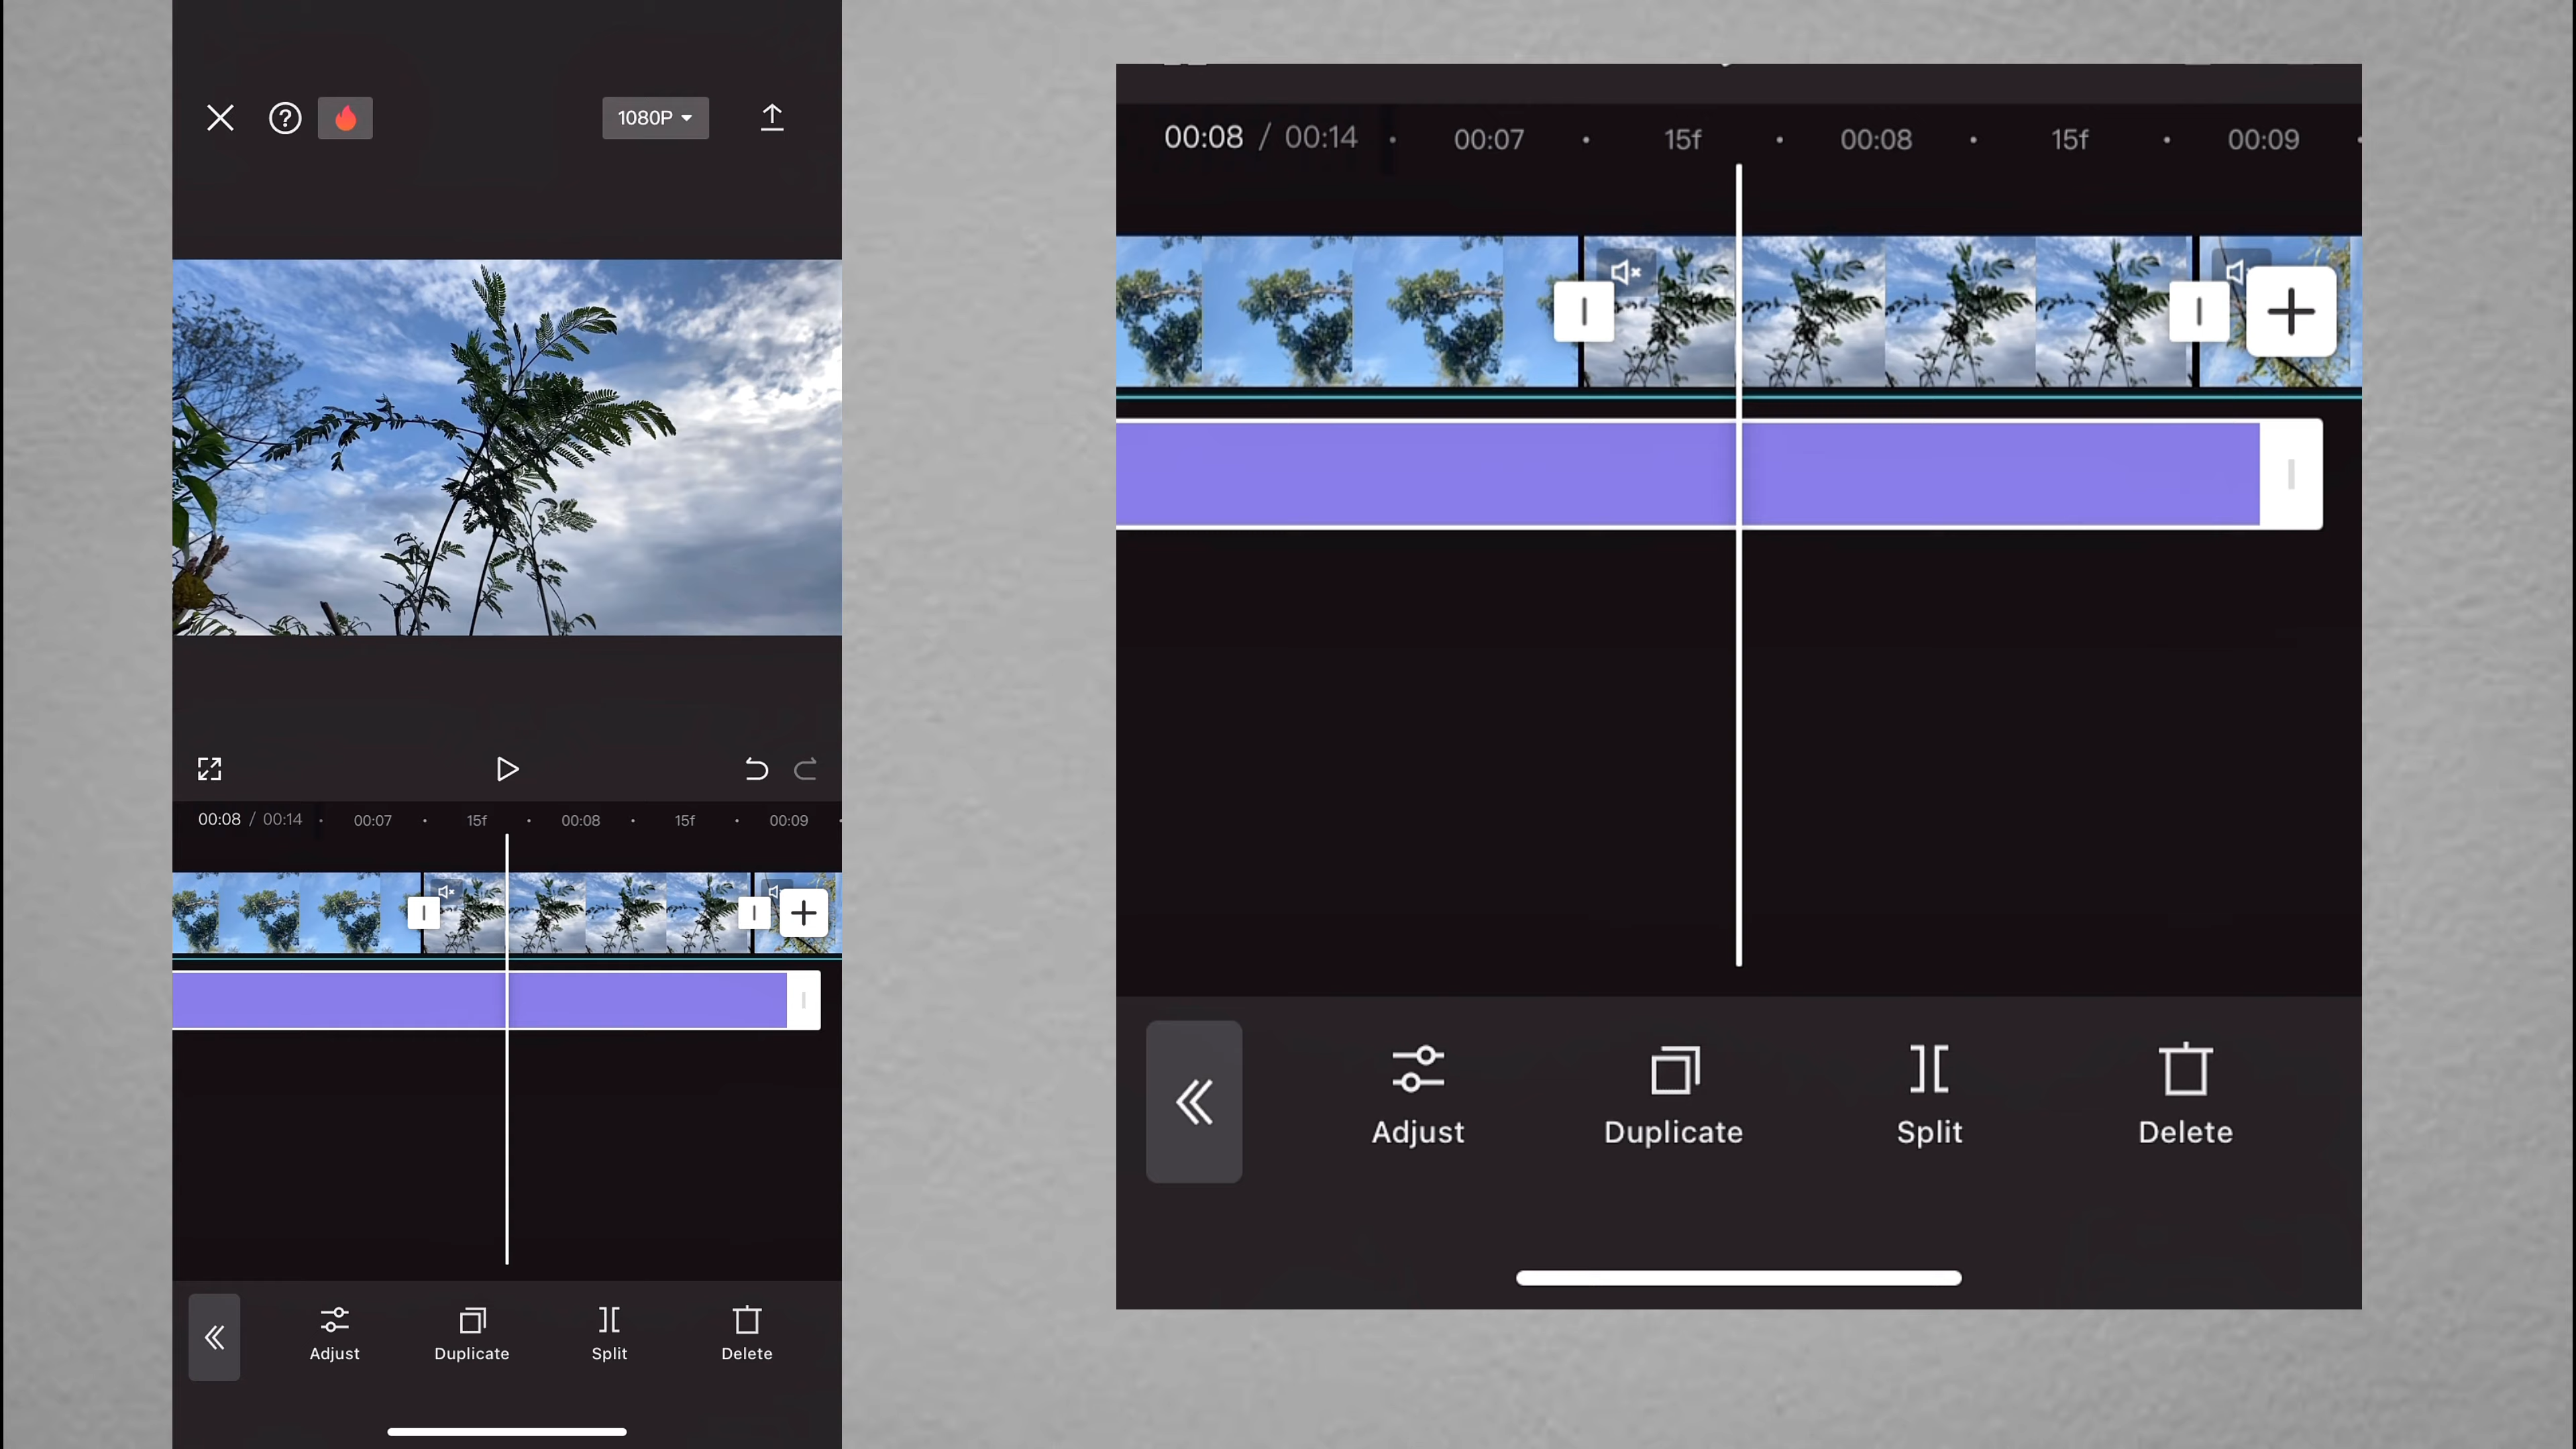 1080P
00:08 / 00:14 00:07 15f 00:08 15f 00:09
Adjust Duplicate Split Delete
00:08 / 00:14 00:07 15f 00:08 15f 00:09
Adjust Duplicate Split Delete